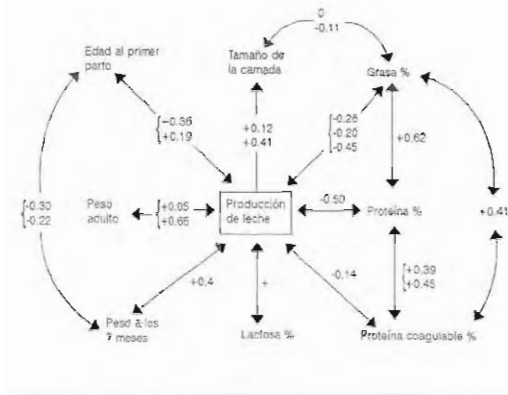 0
-0.11
Edad al primer
parto
Tamaño de
la camada
Grasa %
-0.36
+0.19
+0.12
+0.41
-0.26
-0.20
-0.45
+0.62
-0.30
-0.22
Peso
adulto
+0.05
+0.66
Producción
de leche
-0.50
Proteína %
+0.41
+0.4
+
-0.14
+0.39
+0.45
Peso a los
7 meses
Lactosa %
Proteína coagulable %